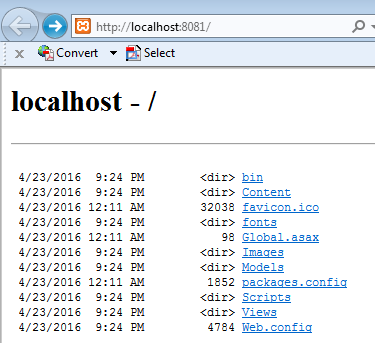 http://localhost:8081/
x Convert Select
localhost - /
4/23/2016 9:24 PM <dir> bin
4/23/2016 9:24 PM <dir> Content
4/23/2016 12:11 AM 32038 favicon.ico
4/23/2016 9:24 PM <dir> fonts
4/23/2016 12:11 AM 98 Global.asax
4/23/2016 9:24 PM <dir> Images
4/23/2016 9:24 PM <dir> Models
4/23/2016 12:11 AM 1852 packages.config
4/23/2016 9:24 PM <dir> Scripts
4/23/2016 9:24 PM <dir> Views
4/23/2016 9:24 PM 4784 Web.config